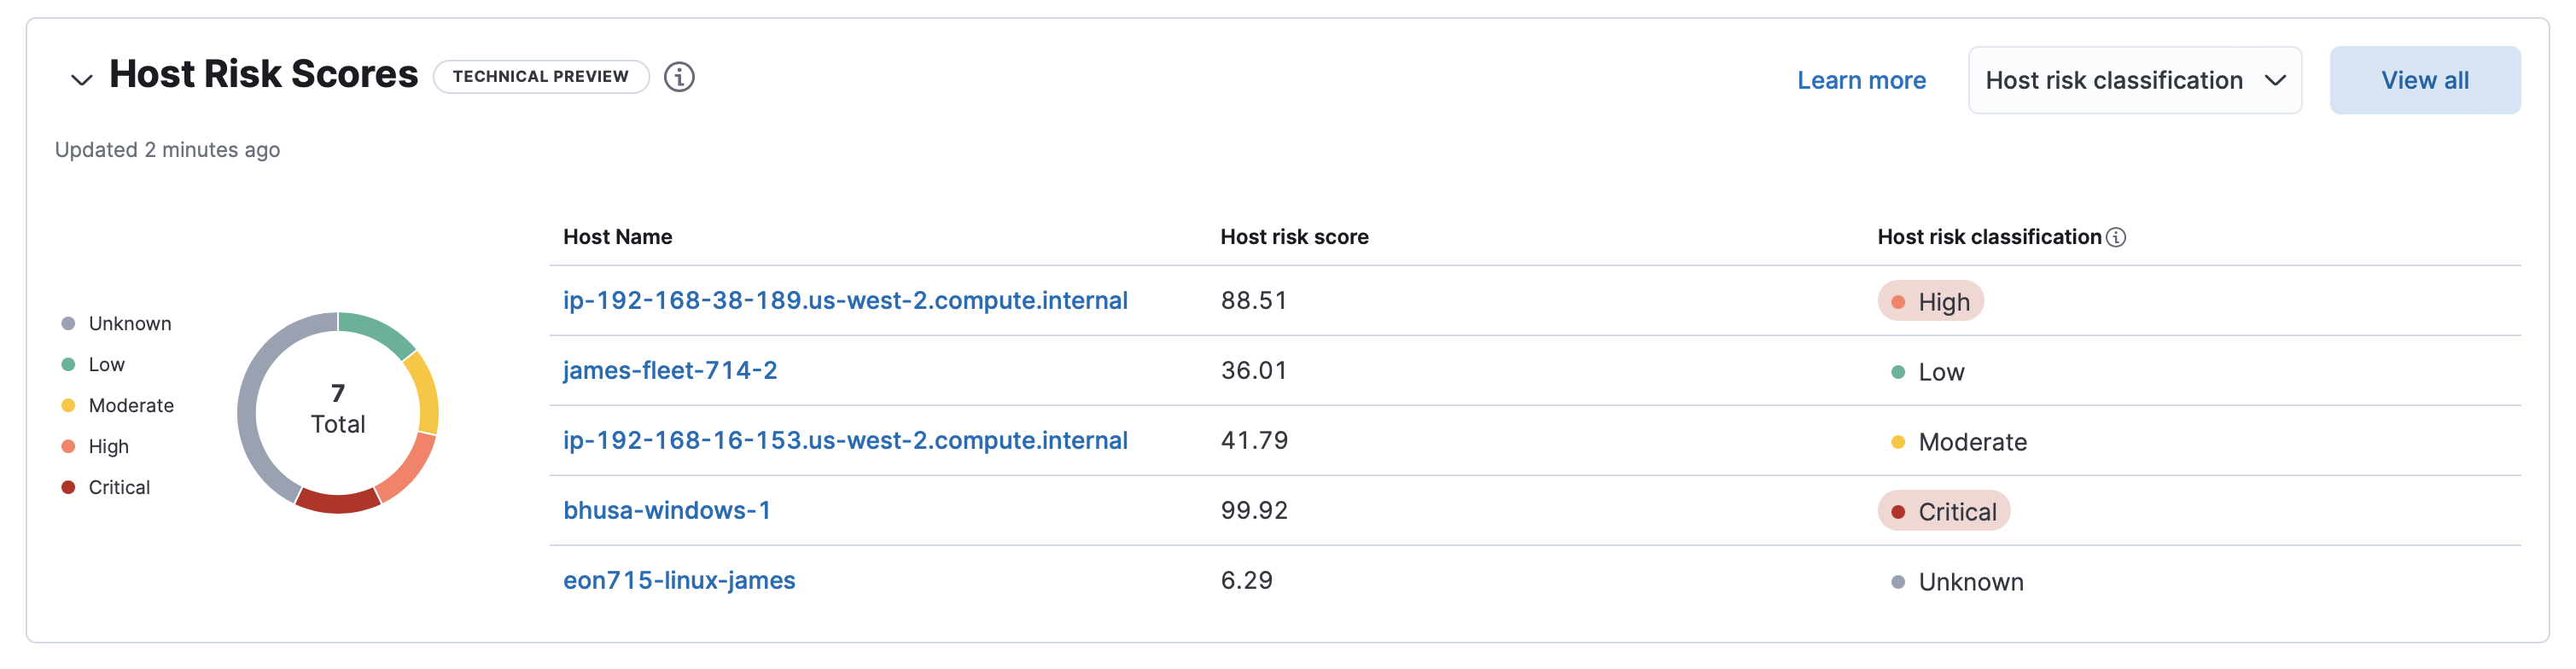 Host Risk Scores TECHNICAL PREVIEW Learn more Host risk classification View all
Updated 2 minutes ago
Unknown
Low
Moderate
High
Critical
7
Total
Host Name Host risk score Host risk classification
ip-192-168-38-189.us-west-2.compute.internal 88.51 High
james-fleet-714-2 36.01 Low
ip-192-168-16-153.us-west-2.compute.internal 41.79 Moderate
bhusa-windows-1 99.92 Critical
eon715-linux-james 6.29 Unknown